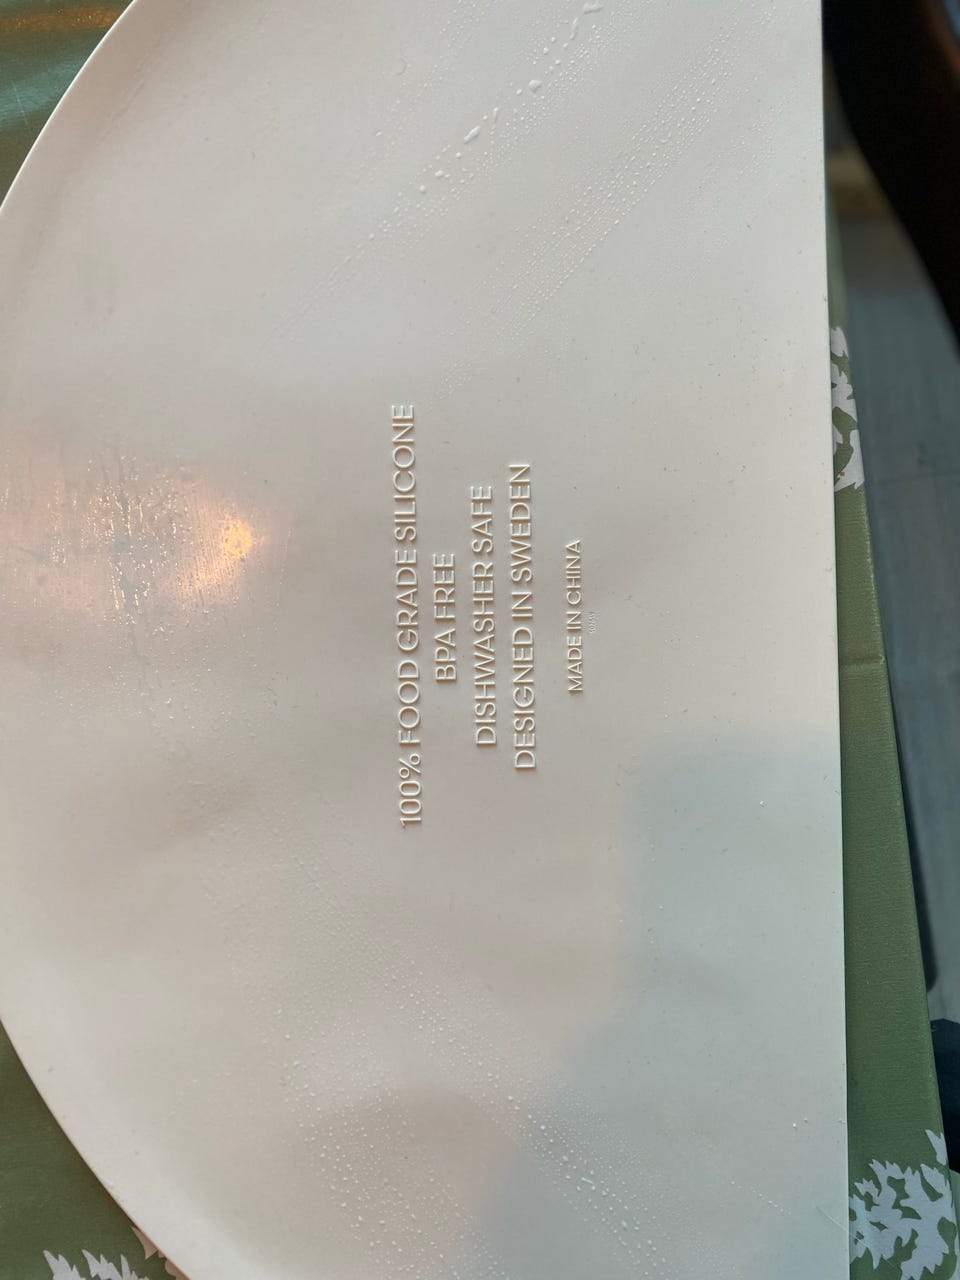 100% FOOD GRADE SILICONE
BPA FREE
DISHWASHER SAFE
DESIGNED IN SWEDEN
MADE IN CHINA